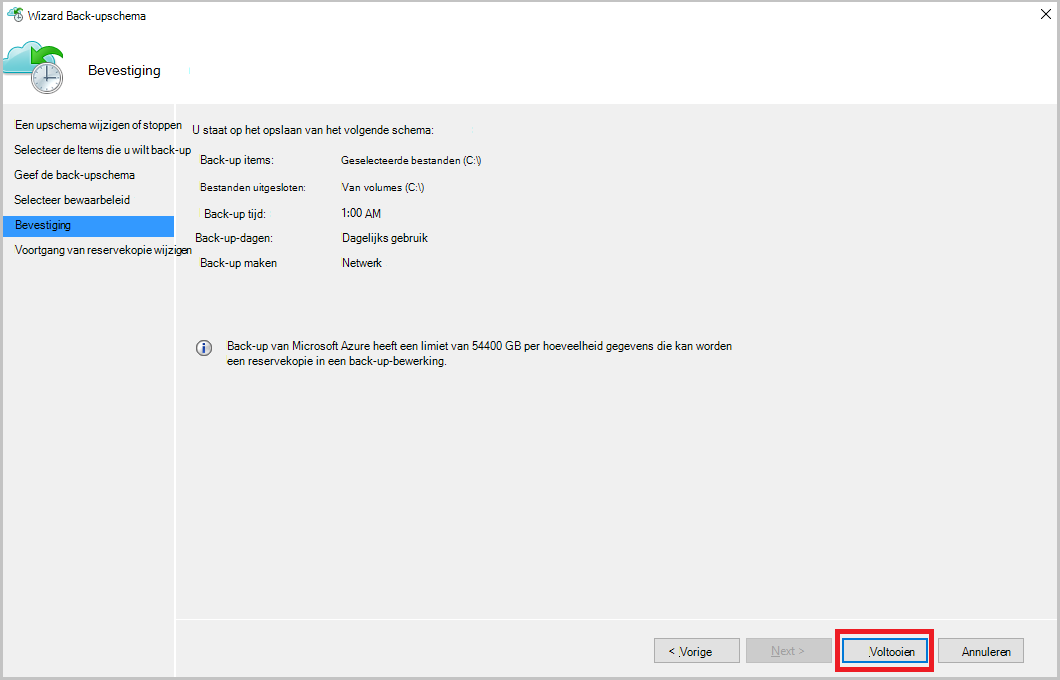 Wizard Back-upschema
Bevestiging
Een upschema wijzigen of stoppen
Selecteer de Items die u wilt back-up
Geef de back-upschema
Selecteer bewaarbeleid
Bevestiging
Voortgang van reservekopie wijzigen
U staat op het opslaan van het volgende schema:
Back-up items: Geselecteerde bestanden (C:\)
Bestanden uitgesloten: Van volumes (C:\)
Back-up tijd: 1:00 AM
Back-up-dagen: Dagelijks gebruik
Back-up maken Netwerk
Back-up van Microsoft Azure heeft een limiet van 54400 GB per hoeveelheid gegevens die kan worden
een reservekopie in een back-up-bewerking.
< .Vorige Next > .Voltooien Annuleren